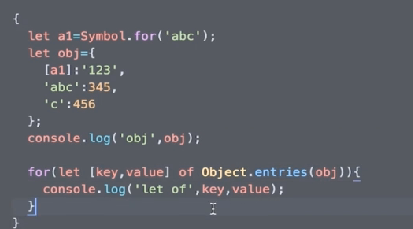 {
let a1=Symbol.for('abc');
let obj={
[a1]:'123',
'abc':345,
'c':456
};
console.log('obj',obj);
for(let [key,value] of Object.entries(obj)){
console.log('let of',key,value);
}
}